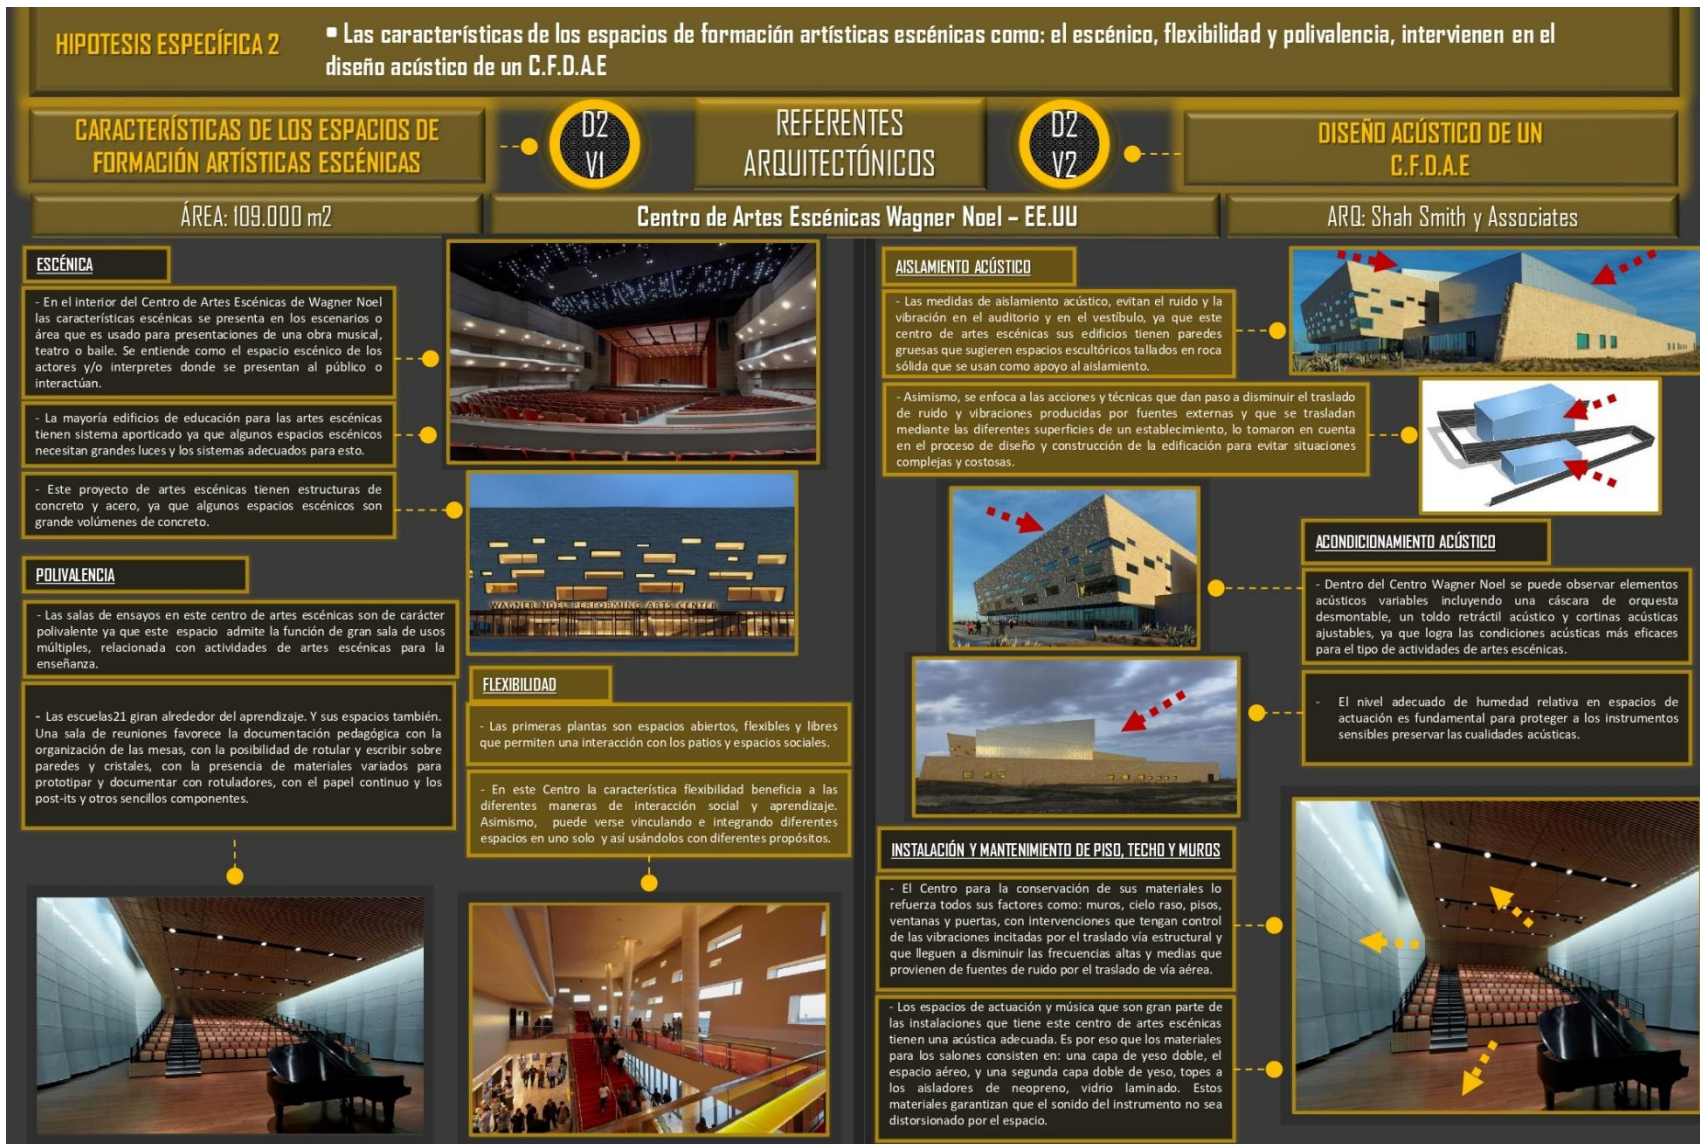 HIPOTESIS ESPECÍFICA 2
▪ Las características de los espacios de formación artísticas escénicas como: el escénico, flexibilidad y polivalencia, intervienen en el
diseño acústico de un C.F.D.A.E
CARACTERÍSTICAS DE LOS ESPACIOS DE
FORMACIÓN ARTÍSTICAS ESCÉNICAS
D2
V1
REFERENTES
ARQUITECTÓNICOS
D2
V2
DISEÑO ACÚSTICO DE UN
C.F.D.A.E
ÁREA: 109.000 m2
Centro de Artes Escénicas Wagner Noel – EE.UU
ARQ: Shah Smith y Associates
ESCÉNICA
- En el interior del Centro de Artes Escénicas de Wagner Noel
las características escénicas se presenta en los escenarios o
área que es usado para presentaciones de una obra musical,
teatro o baile. Se entiende como el espacio escénico de los
actores y/o interpretes donde se presentan al público o
interactúan.
- La mayoría edificios de educación para las artes escénicas
tienen sistema aporticado ya que algunos espacios escénicos
necesitan grandes luces y los sistemas adecuados para esto.
- Este proyecto de artes escénicas tienen estructuras de
concreto y acero, ya que algunos espacios escénicos son
grande volúmenes de concreto.
WAGNER NOEL PERFORMING ARTS CENTER
POLIVALENCIA
- Las salas de ensayos en este centro de artes escénicas son de carácter
polivalente ya que este espacio admite la función de gran sala de usos
múltiples, relacionada con actividades de artes escénicas para la
enseñanza.
- Las escuelas21 giran alrededor del aprendizaje. Y sus espacios también.
Una sala de reuniones favorece la documentación pedagógica con la
organización de las mesas, con la posibilidad de rotular y escribir sobre
paredes y cristales, con la presencia de materiales variados para
prototipar y documentar con rotuladores, con el papel continuo y los
post-its y otros sencillos componentes.
FLEXIBILIDAD
- Las primeras plantas son espacios abiertos, flexibles y libres
que permiten una interacción con los patios y espacios sociales.
- En este Centro la característica flexibilidad beneficia a las
diferentes maneras de interacción social y aprendizaje.
Asimismo, puede verse vinculando e integrando diferentes
espacios en uno solo y así usándolos con diferentes propósitos.
AISLAMIENTO ACÚSTICO
- Las medidas de aislamiento acústico, evitan el ruido y la
vibración en el auditorio y en el vestíbulo, ya que este
centro de artes escénicas sus edificios tienen paredes
gruesas que sugieren espacios escultóricos tallados en roca
sólida que se usan como apoyo al aislamiento.
- Asimismo, se enfoca a las acciones y técnicas que dan paso a disminuir el traslado
de ruido y vibraciones producidas por fuentes externas y que se trasladan
mediante las diferentes superficies de un establecimiento, lo tomaron en cuenta
en el proceso de diseño y construcción de la edificación para evitar situaciones
complejas y costosas.
ACONDICIONAMIENTO ACÚSTICO
- Dentro del Centro Wagner Noel se puede observar elementos
acústicos variables incluyendo una cáscara de orquesta
desmontable, un toldo retráctil acústico y cortinas acústicas
ajustables, ya que logra las condiciones acústicas más eficaces
para el tipo de actividades de artes escénicas.
- El nivel adecuado de humedad relativa en espacios de
actuación es fundamental para proteger a los instrumentos
sensibles preservar las cualidades acústicas.
INSTALACIÓN Y MANTENIMIENTO DE PISO, TECHO Y MUROS
- El Centro para la conservación de sus materiales lo
refuerza todos sus factores como: muros, cielo raso, pisos,
ventanas y puertas, con intervenciones que tengan control
de las vibraciones incitadas por el traslado vía estructural y
que lleguen a disminuir las frecuencias altas y medias que
provienen de fuentes de ruido por el traslado de vía aérea.
- Los espacios de actuación y música que son gran parte de
las instalaciones que tiene este centro de artes escénicas
tienen una acústica adecuada. Es por eso que los materiales
para los salones consisten en: una capa de yeso doble, el
espacio aéreo, y una segunda capa doble de yeso, topes a
los aisladores de neopreno, vidrio laminado. Estos
materiales garantizan que el sonido del instrumento no sea
distorsionado por el espacio.